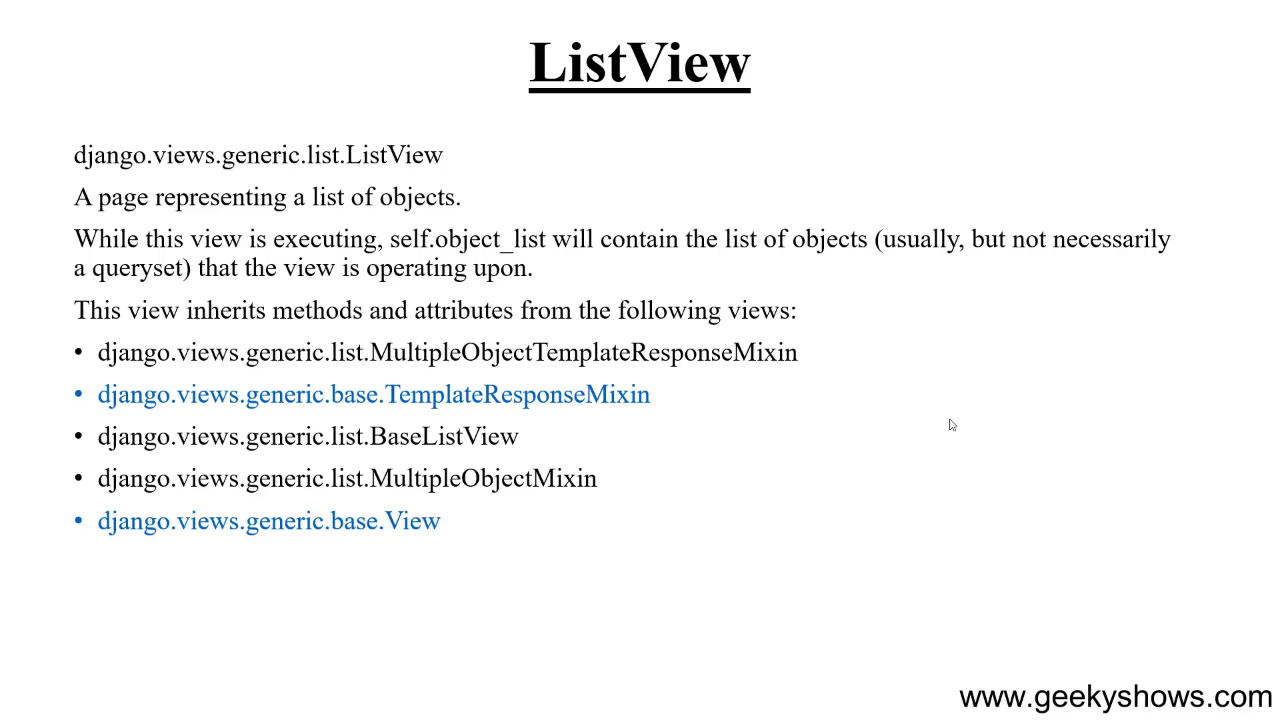 ListView
django.views.generic.list.ListView
A page representing a list of objects.
While this view is executing, self.object_list will contain the list of objects (usually, but not necessarily
a queryset) that the view is operating upon.
This view inherits methods and attributes from the following views:
• django.views.generic.list.MultipleObjectTemplateResponseMixin
• django.views.generic.base.TemplateResponseMixin
• django.views.generic.list.BaseListView
• django.views.generic.list.MultipleObjectMixin
• django.views.generic.base.View
www.geekyshows.com